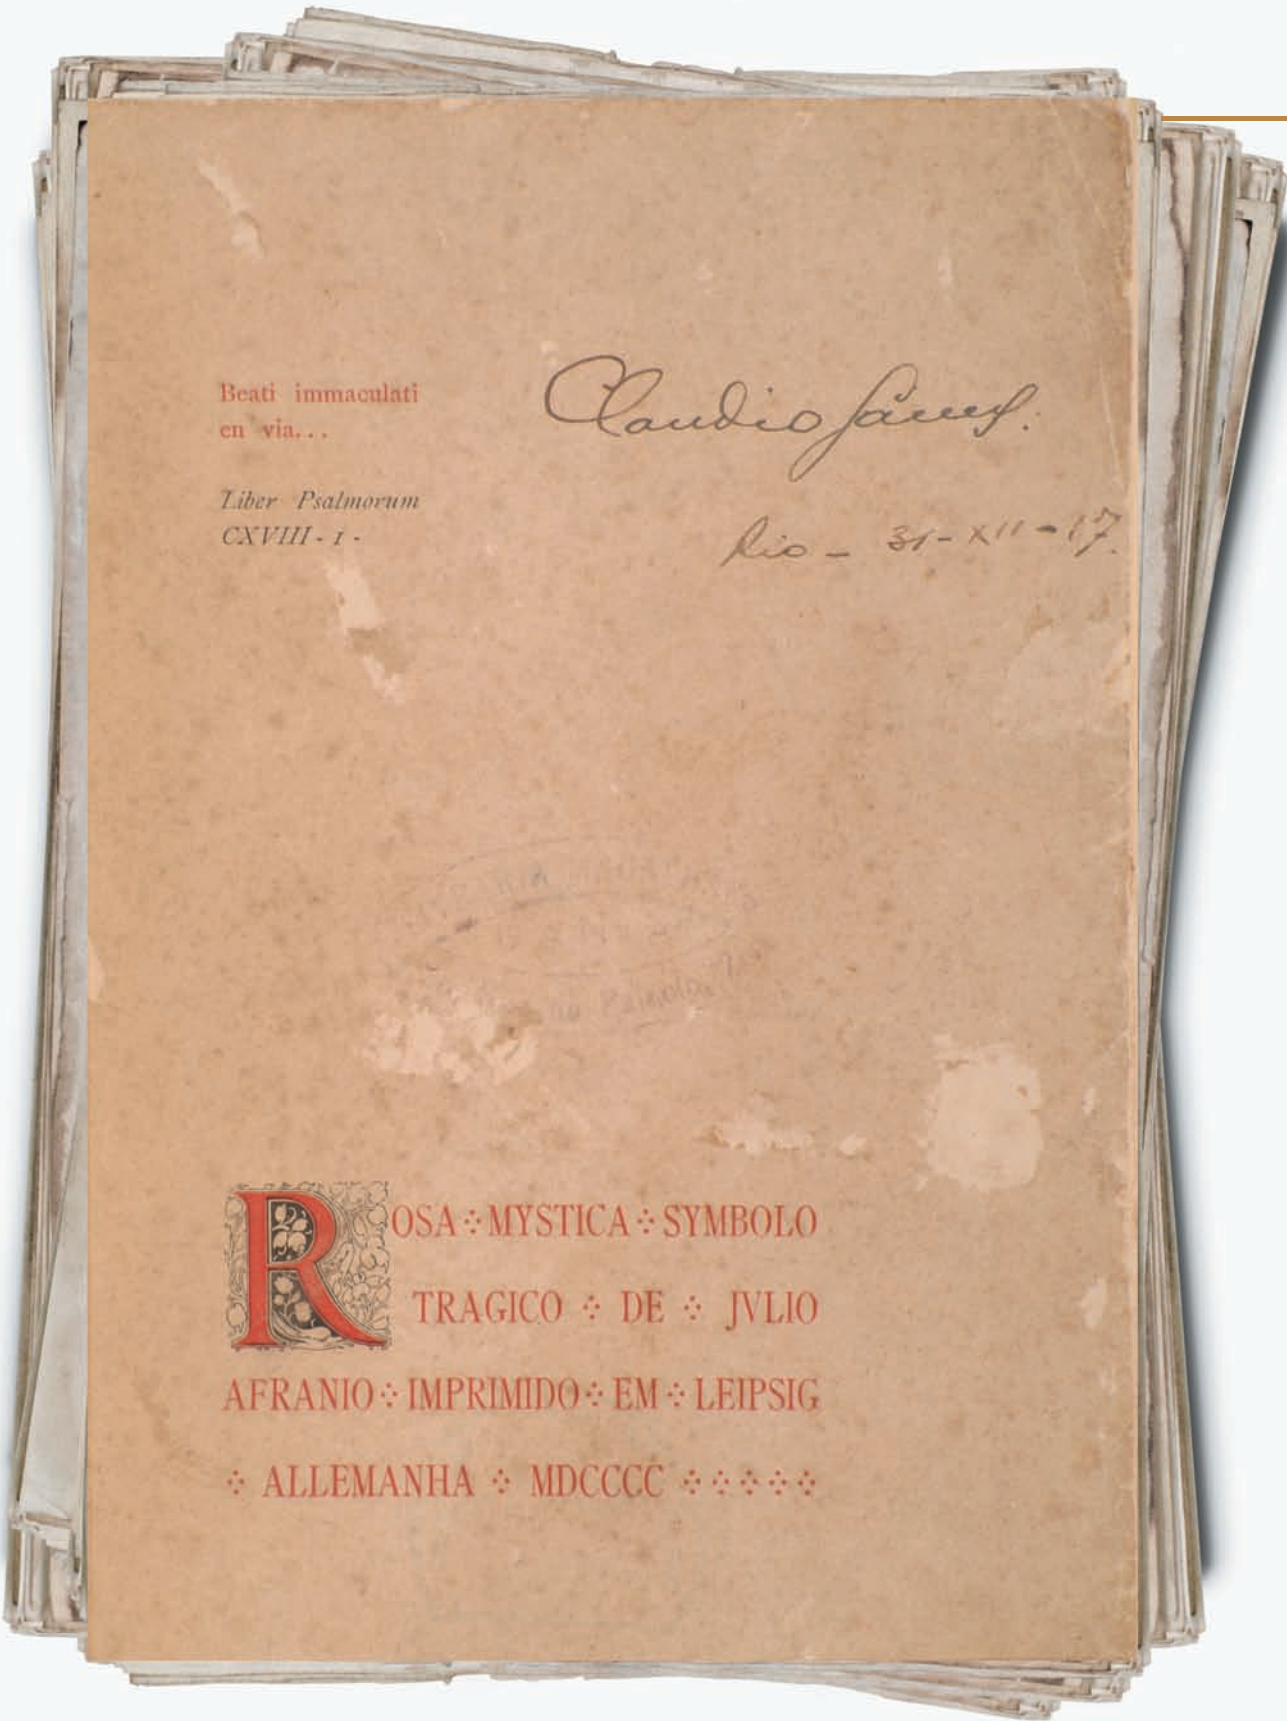 Beati immaculati
en via...
Liber Psalmorum
CXVIII - 1 -
Claudio
Rio - 31-XII-17.
ROSA MYSTICA SYMBOLO
TRAGICO DE JVLIO
AFRANIO IMPRIMIDO EM LEIPSIG
ALLEMANHA MDCCCC